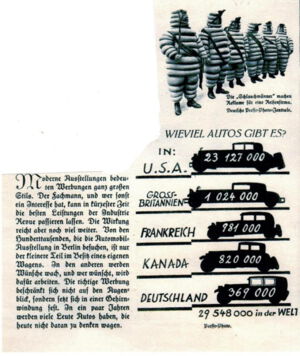 Die „Schlauchmänner“ machen
Reklame für eine Reifenfirma.
Deutsche Presse-Photo-Zentrale.
WIEVIEL AUTOS GIBT ES?
IN:
U.S.A. 23 127 000
GROSS-
BRITANNIEN 1 024 000
FRANKREICH 981 000
KANADA 820 000
DEUTSCHLAND 369 000
29 548 000 in der WELT
Presse-Photo.
Moderne Ausstellungen bedeu-
ten Werbungen ganz großen
Stils. Der Fachmann, und wer sonst
ein Interesse hat, kann in kürzester Zeit
die besten Leistungen der Industrie
Revue passieren lassen. Die Wirkung
reicht aber noch viel weiter. Von den
Hunderttausenden, die die Automobil-
Ausstellung in Berlin besuchen, ist nur
der kleinere Teil im Besitz eines eigenen
Wagens. In den anderen werden
Wünsche wach, und wer wünscht, wird
dafür arbeiten. Die richtige Werbung
beschränkt sich nicht auf den Augen-
blick, sondern setzt sich in einer Gehirn-
windung fest. In ein paar Jahren
werden viele Leute Autos haben, die
heute nicht daran zu denken wagen.